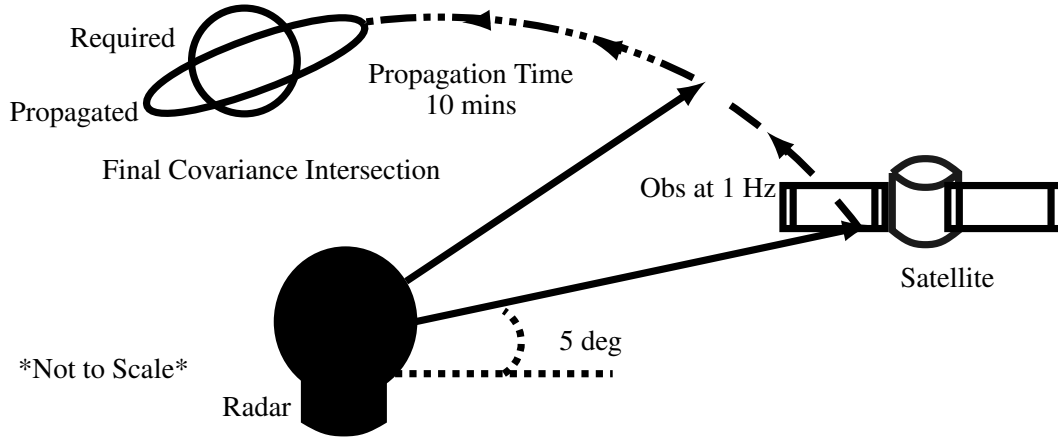 Required
Propagated
Propagation Time
10 mins
Final Covariance Intersection
Obs at 1 Hz
Satellite
5 deg
*Not to Scale*
Radar